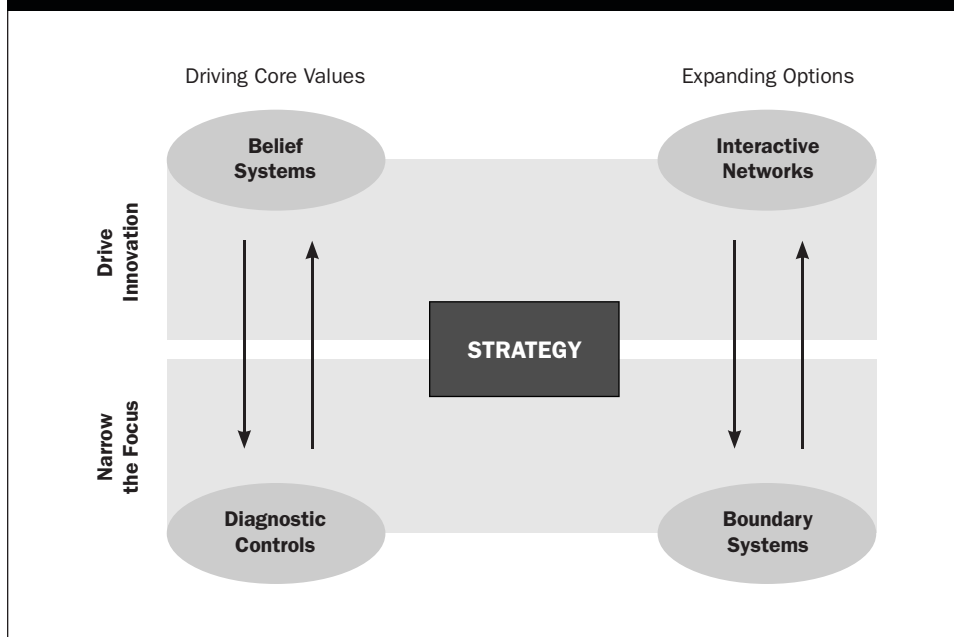 Driving Core Values
Expanding Options
Belief
Systems
Interactive
Networks
Drive
Innovation
STRATEGY
Narrow
the Focus
Diagnostic
Controls
Boundary
Systems